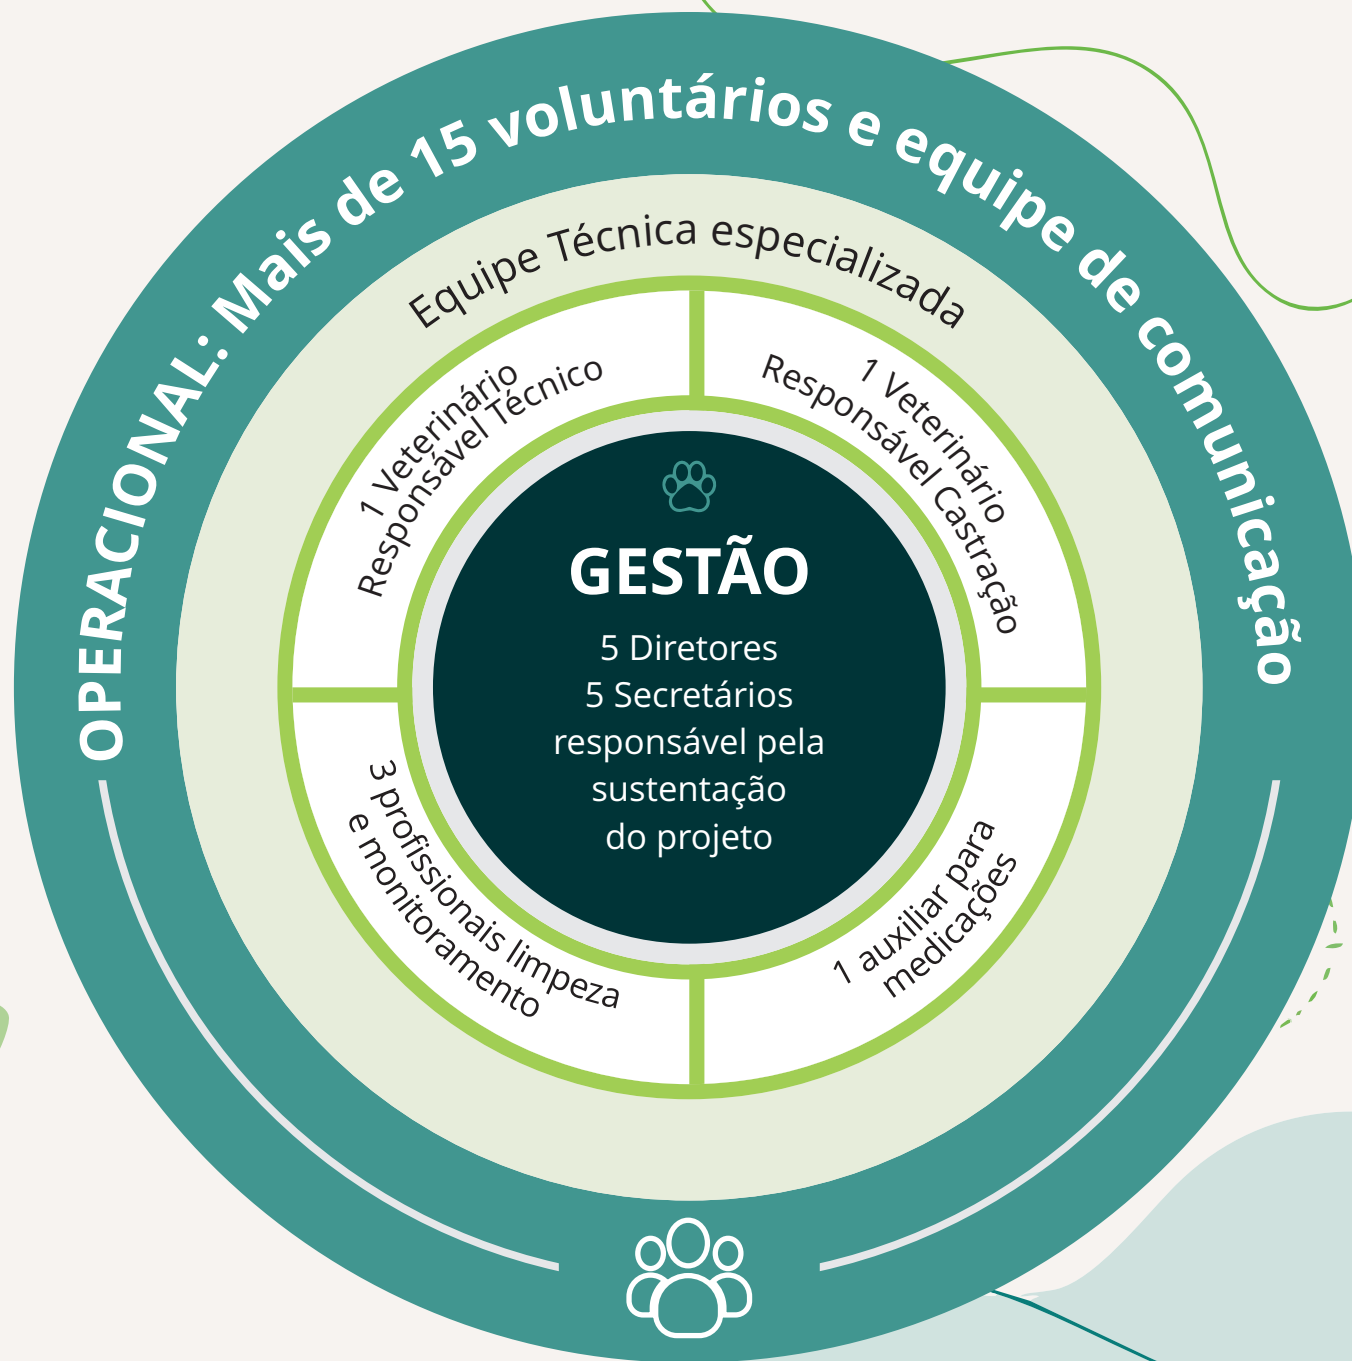 OPERACIONAL: Mais de 15 voluntários e equipe de comunicação
Equipe Técnica especializada
1 Veterinário
Responsável Técnico
1 Veterinário
Responsável Castração
GESTÃO
5 Diretores
5 Secretários
responsável pela
sustentação
do projeto
3 profissionais limpeza
e monitoramento
1 auxiliar para
medicações